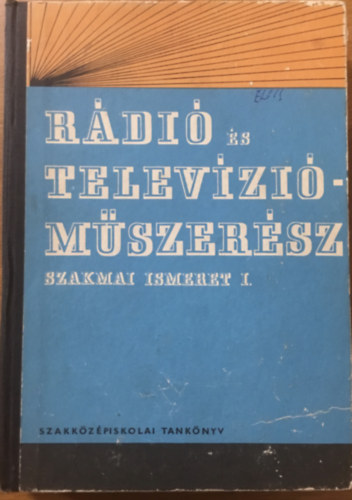 RÁDIÓ ÉS
TELEVÍZIÓ-
MŰSZERÉSZ
SZAKMAI ISMERET I.
SZAKKÖZÉPISKOLAI TANKÖNYV